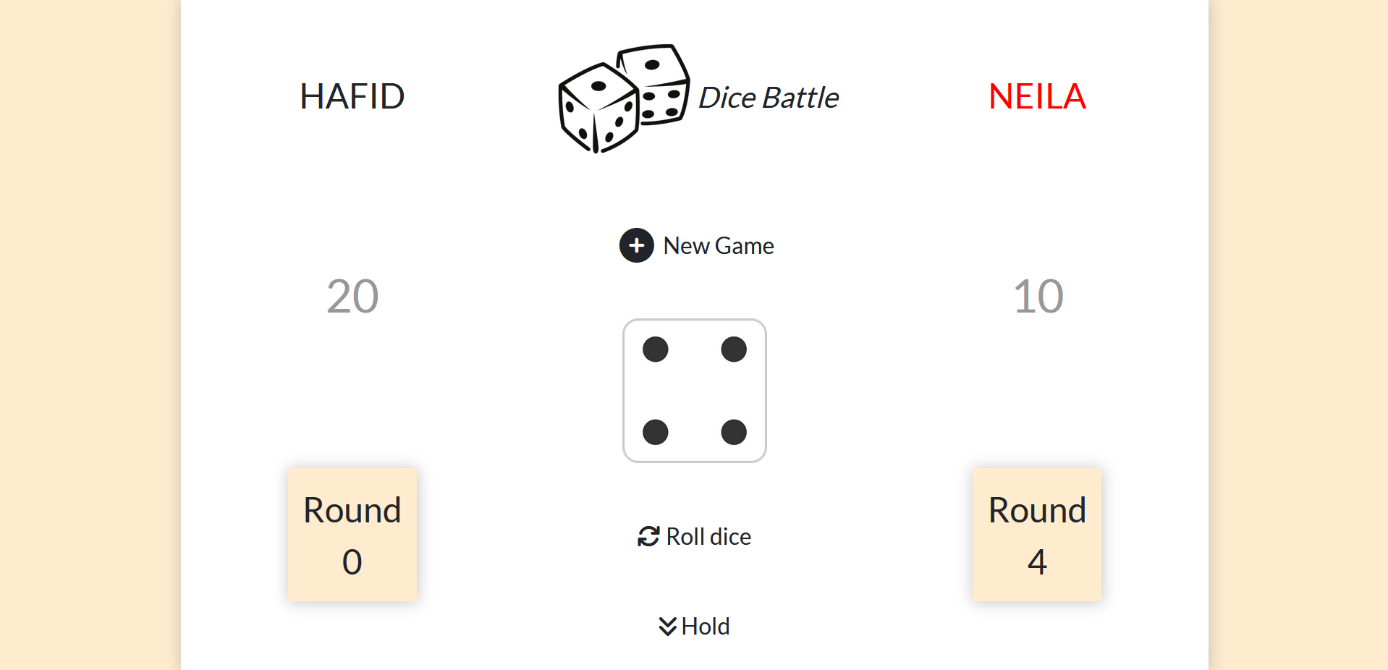 HAFID
Dice Battle
NEILA
New Game
20
10
Round
0
Round
4
Roll dice
Hold